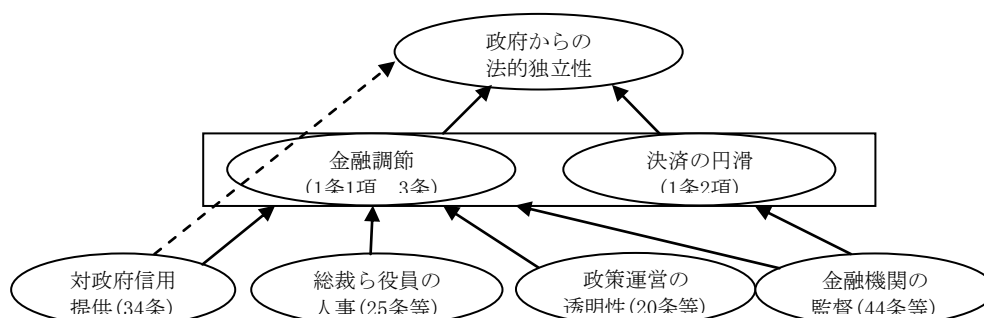 政府からの
法的独立性
金融調節
(1条1項　3条)
決済の円滑
(1条2項)
対政府信用
提供(34条)
総裁ら役員の
人事(25条等)
政策運営の
透明性(20条等)
金融機関の
監督(44条等)